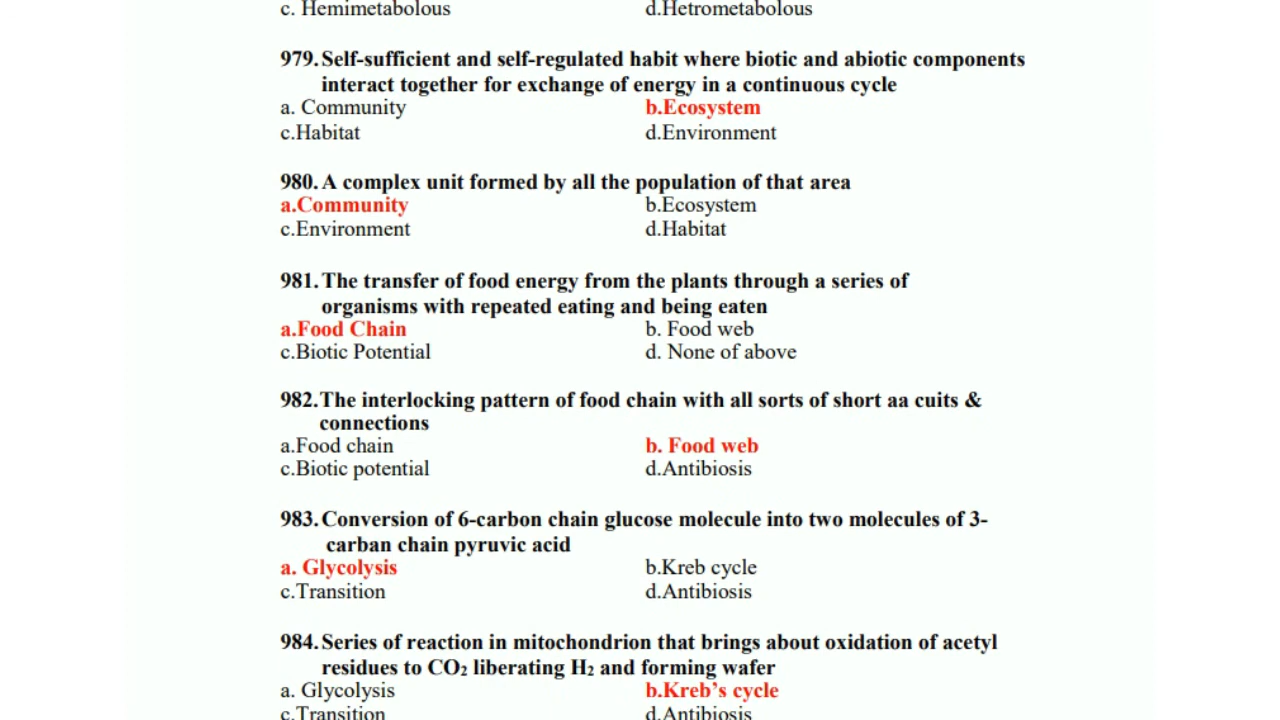 c. Hemimetabolous d.Hetrometabolous
979. Self-sufficient and self-regulated habit where biotic and abiotic components
interact together for exchange of energy in a continuous cycle
a. Community b.Ecosystem
c.Habitat d.Environment
980. A complex unit formed by all the population of that area
a.Community b.Ecosystem
c.Environment d.Habitat
981. The transfer of food energy from the plants through a series of
organisms with repeated eating and being eaten
a.Food Chain b. Food web
c.Biotic Potential d. None of above
982. The interlocking pattern of food chain with all sorts of short aa cuits &
connections
a.Food chain b. Food web
c.Biotic potential d.Antibiosis
983. Conversion of 6-carbon chain glucose molecule into two molecules of 3-
carban chain pyruvic acid
a. Glycolysis b.Kreb cycle
c.Transition d.Antibiosis
984. Series of reaction in mitochondrion that brings about oxidation of acetyl
residues to CO₂ liberating H₂ and forming wafer
a. Glycolysis b.Kreb’s cycle
c.Transition d.Antibiosis